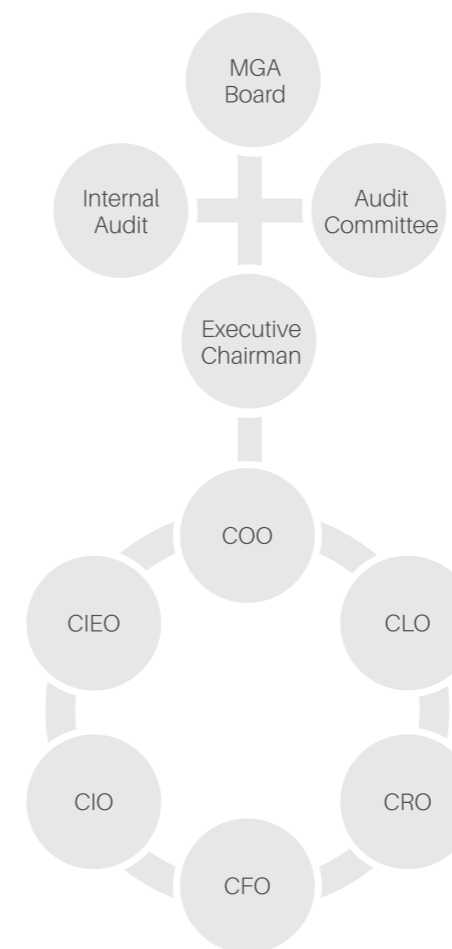 MGA
Board
Internal
Audit
Audit
Committee
Executive
Chairman
COO
CIEO
CLO
CIO
CRO
CFO